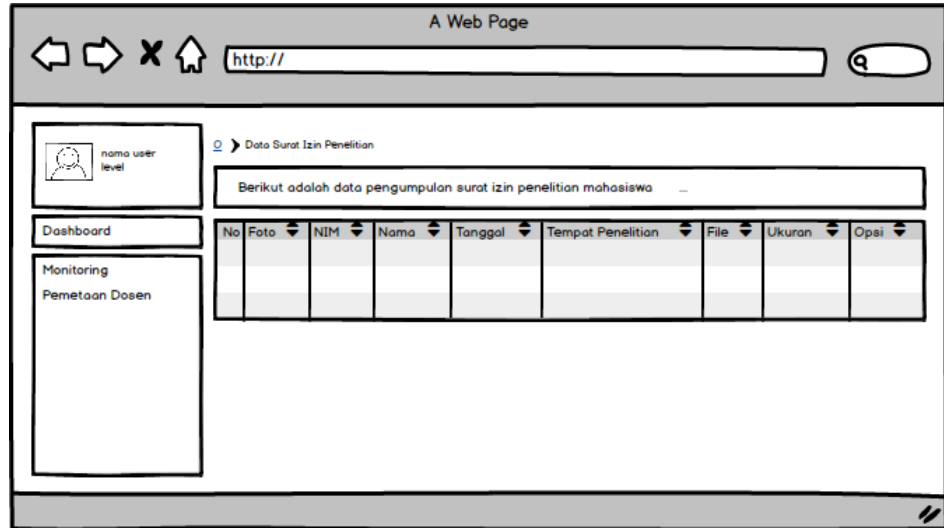 A Web Page
http://
nama user
level
O Data Surat Izin Penelitian
Berikut adalah data pengumpulan surat izin penelitian mahasiswa ...
Dashboard
No Foto NIM Nama Tanggal Tempat Penelitian File Ukuran Opsi
Monitoring
Pemetaan Dosen